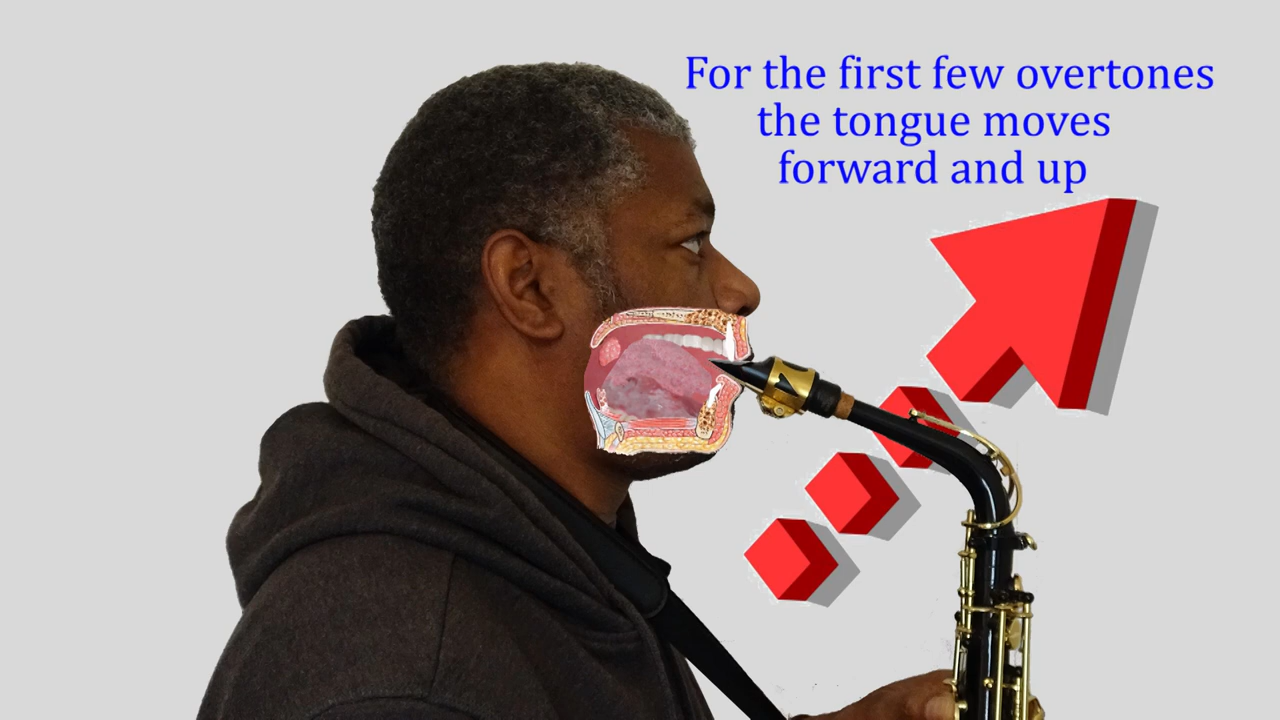 For the first few overtones
the tongue moves
forward and up